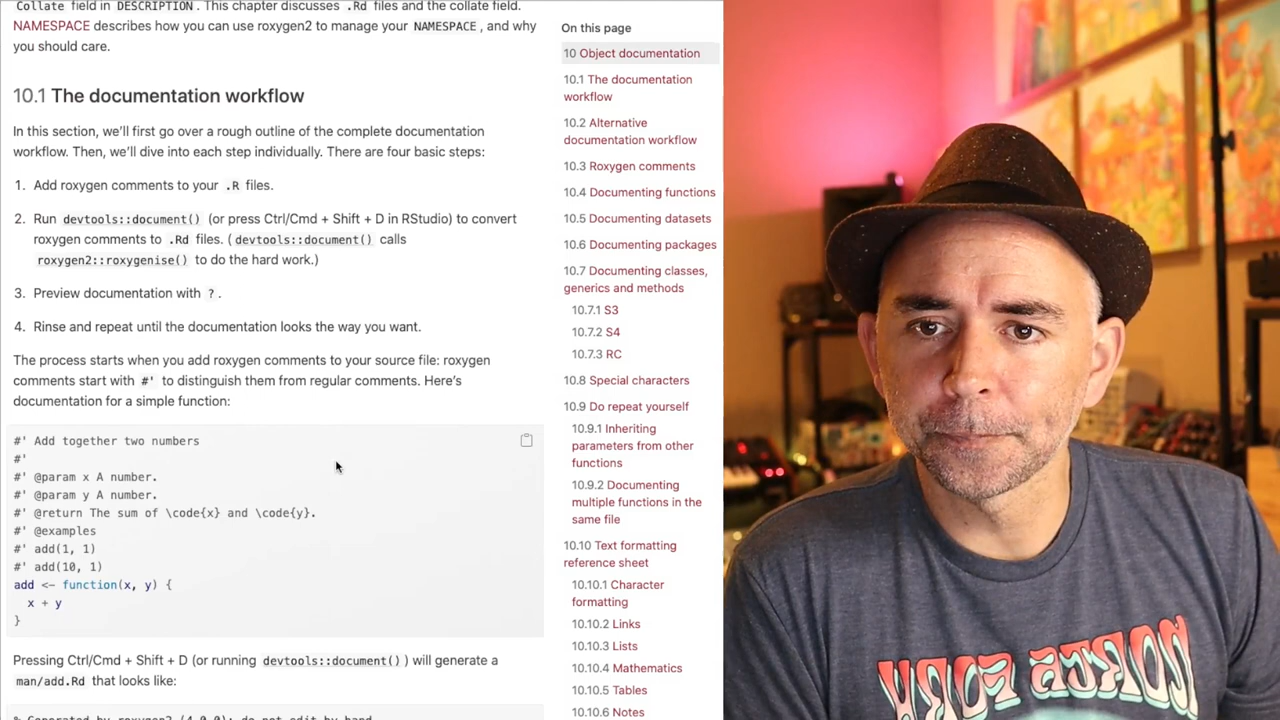 Collate field in DESCRIPTION. This chapter discusses .Rd files and the collate field.
NAMESPACE describes how you can use roxygen2 to manage your NAMESPACE, and why
you should care.
10.1 The documentation workflow
In this section, we'll first go over a rough outline of the complete documentation
workflow. Then, we'll dive into each step individually. There are four basic steps:
1. Add roxygen comments to your .R files.
2. Run devtools::document() (or press Ctrl/Cmd + Shift + D in RStudio) to convert
roxygen comments to .Rd files. (devtools::document() calls
roxygen2::roxygenise() to do the hard work.)
3. Preview documentation with ?.
4. Rinse and repeat until the documentation looks the way you want.
The process starts when you add roxygen comments to your source file: roxygen
comments start with #' to distinguish them from regular comments. Here's
documentation for a simple function:
#' Add together two numbers
#'
#' @param x A number.
#' @param y A number.
#' @return The sum of \code{x} and \code{y}.
#' @examples
#' add(1, 1)
#' add(10, 1)
add <- function(x, y) {
x + y
}
Pressing Ctrl/Cmd + Shift + D (or running devtools::document()) will generate a
man/add.Rd that looks like:
% Generated by roxygen2 (4.0.0): do not edit by hand
On this page
10 Object documentation
10.1 The documentation
workflow
10.2 Alternative
documentation workflow
10.3 Roxygen comments
10.4 Documenting functions
10.5 Documenting datasets
10.6 Documenting packages
10.7 Documenting classes,
generics and methods
10.7.1 S3
10.7.2 S4
10.7.3 RC
10.8 Special characters
10.9 Do repeat yourself
10.9.1 Inheriting
parameters from other
functions
10.9.2 Documenting
multiple functions in the
same file
10.10 Text formatting
reference sheet
10.10.1 Character
formatting
10.10.2 Links
10.10.3 Lists
10.10.4 Mathematics
10.10.5 Tables
10.10.6 Notes